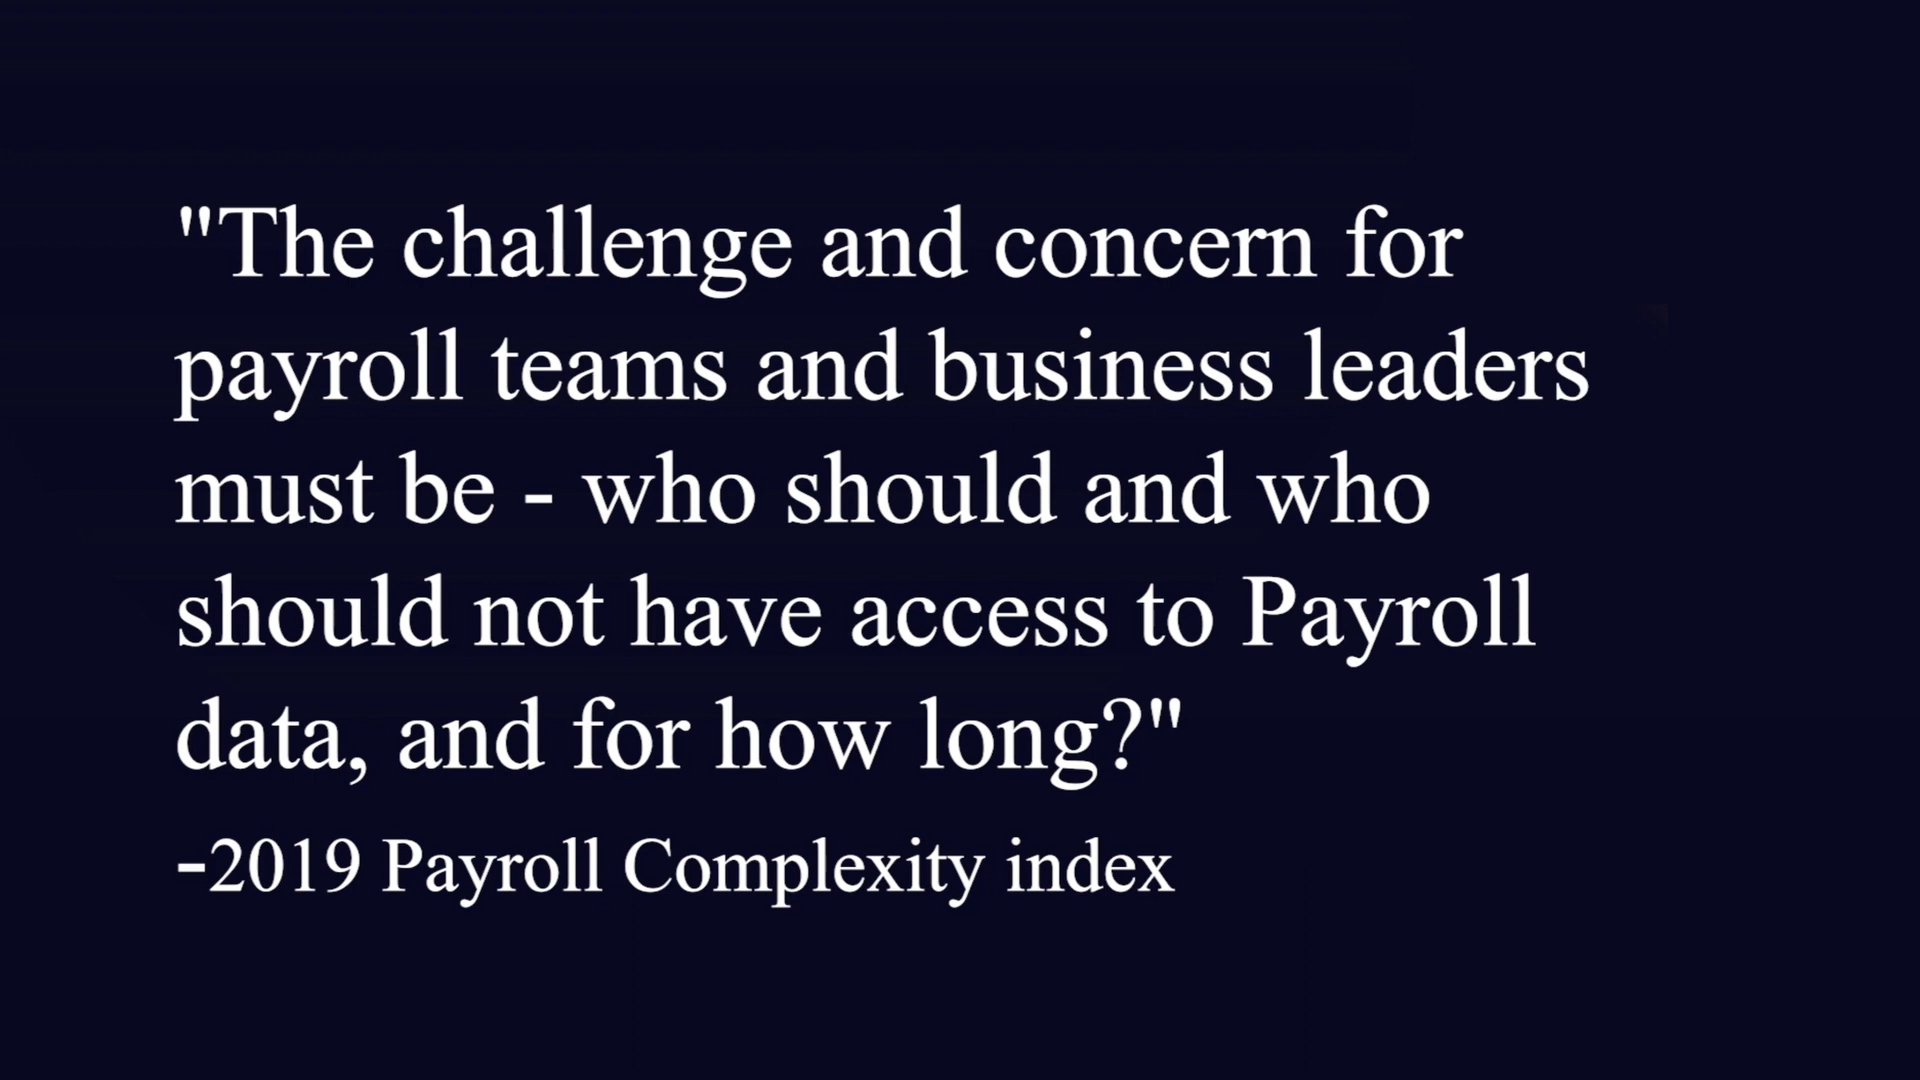 "The challenge and concern for
payroll teams and business leaders
must be - who should and who
should not have access to Payroll
data, and for how long?"
-2019 Payroll Complexity index